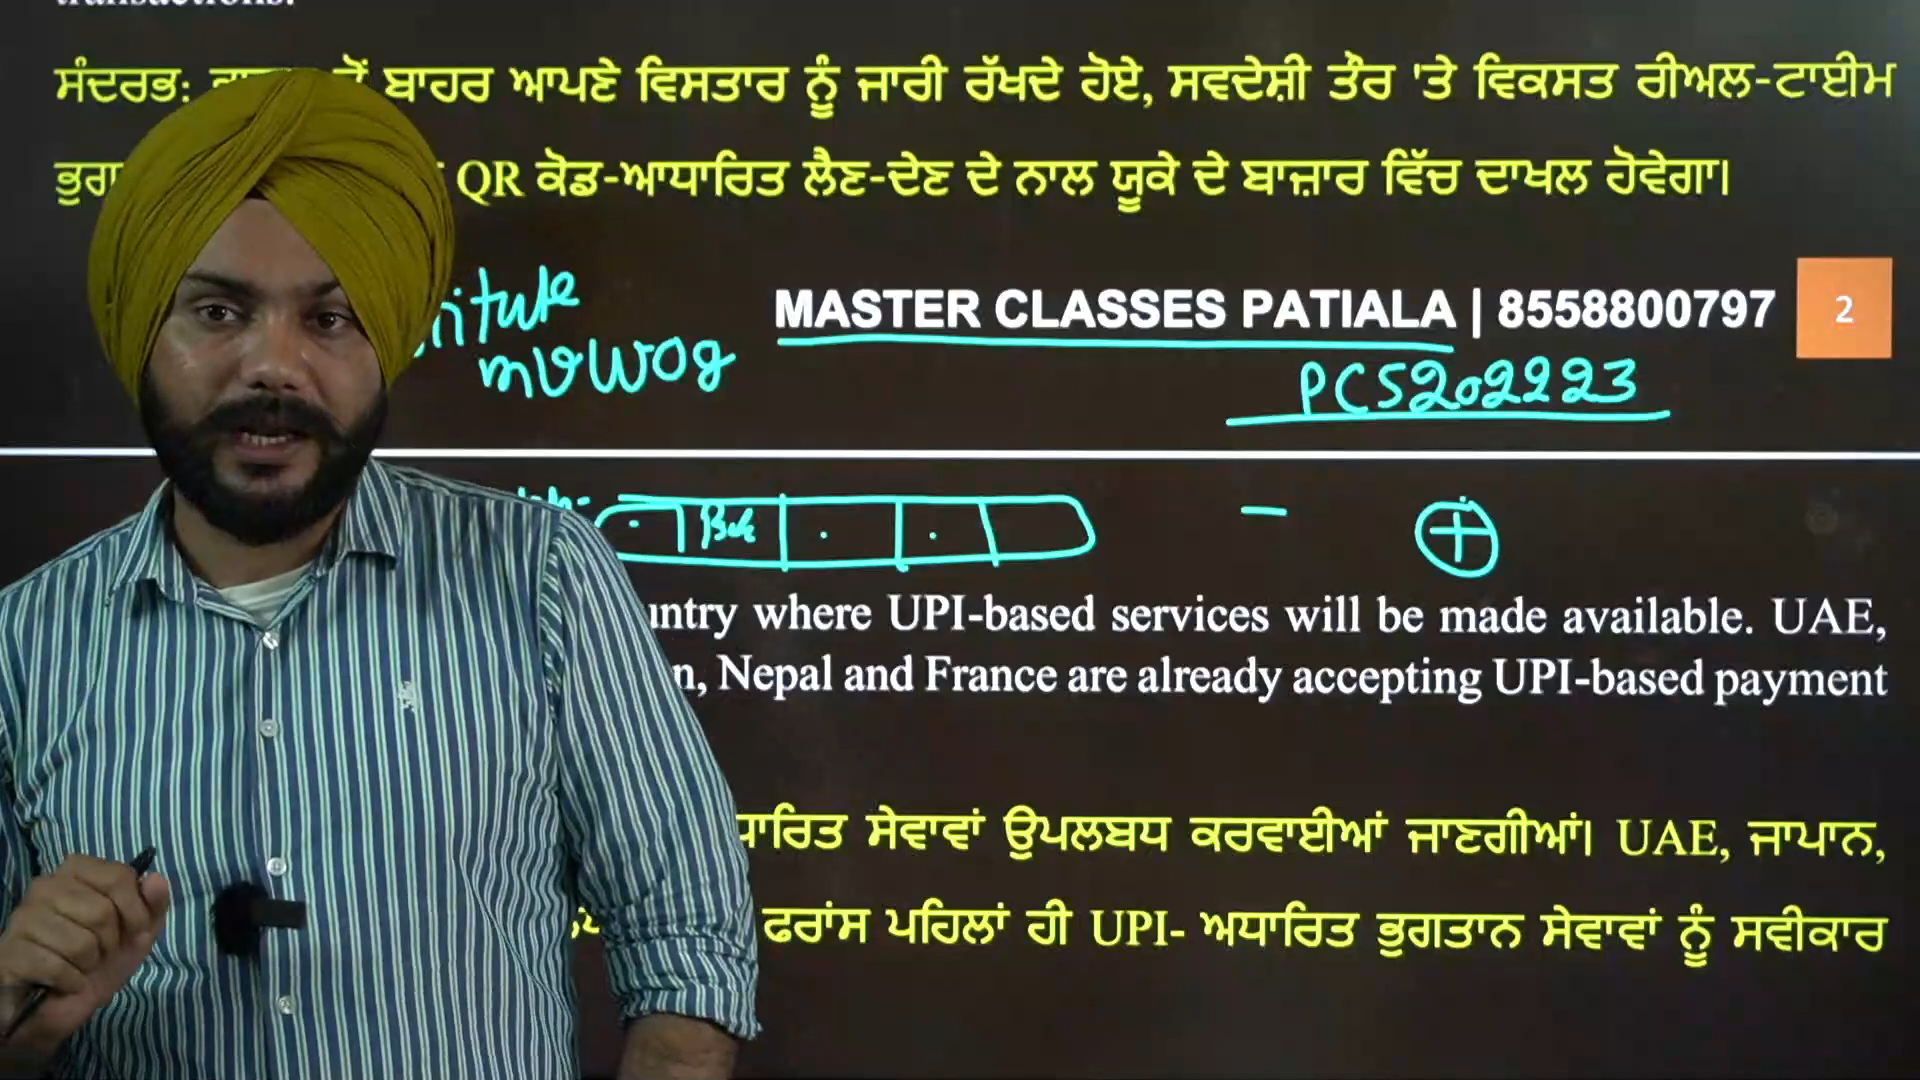 transactions.
ਸੰਦਰਭ: ਬਾਹਰ ਆਪਣੇ ਵਿਸਤਾਰ ਨੂੰ ਜਾਰੀ ਰੱਖਦੇ ਹੋਏ, ਸਵਦੇਸ਼ੀ ਤੌਰ 'ਤੇ ਵਿਕਸਤ ਰੀਅਲ-ਟਾਈਮ
QR ਕੋਡ-ਆਧਾਰਿਤ ਲੈਣ-ਦੇਣ ਦੇ ਨਾਲ ਯੂਕੇ ਦੇ ਬਾਜ਼ਾਰ ਵਿੱਚ ਦਾਖਲ ਹੋਵੇਗਾ।
MASTER CLASSES PATIALA | 8558800797 2
PCS202223
where UPI-based services will be made available. UAE,
Nepal and France are already accepting UPI-based payment
ਸੇਵਾਵਾਂ ਉਪਲਬਧ ਕਰਵਾਈਆਂ ਜਾਣਗੀਆਂ। UAE, ਜਾਪਾਨ,
ਫਰਾਂਸ ਪਹਿਲਾਂ ਹੀ UPI- ਅਧਾਰਿਤ ਭੁਗਤਾਨ ਸੇਵਾਵਾਂ ਨੂੰ ਸਵੀਕਾਰ